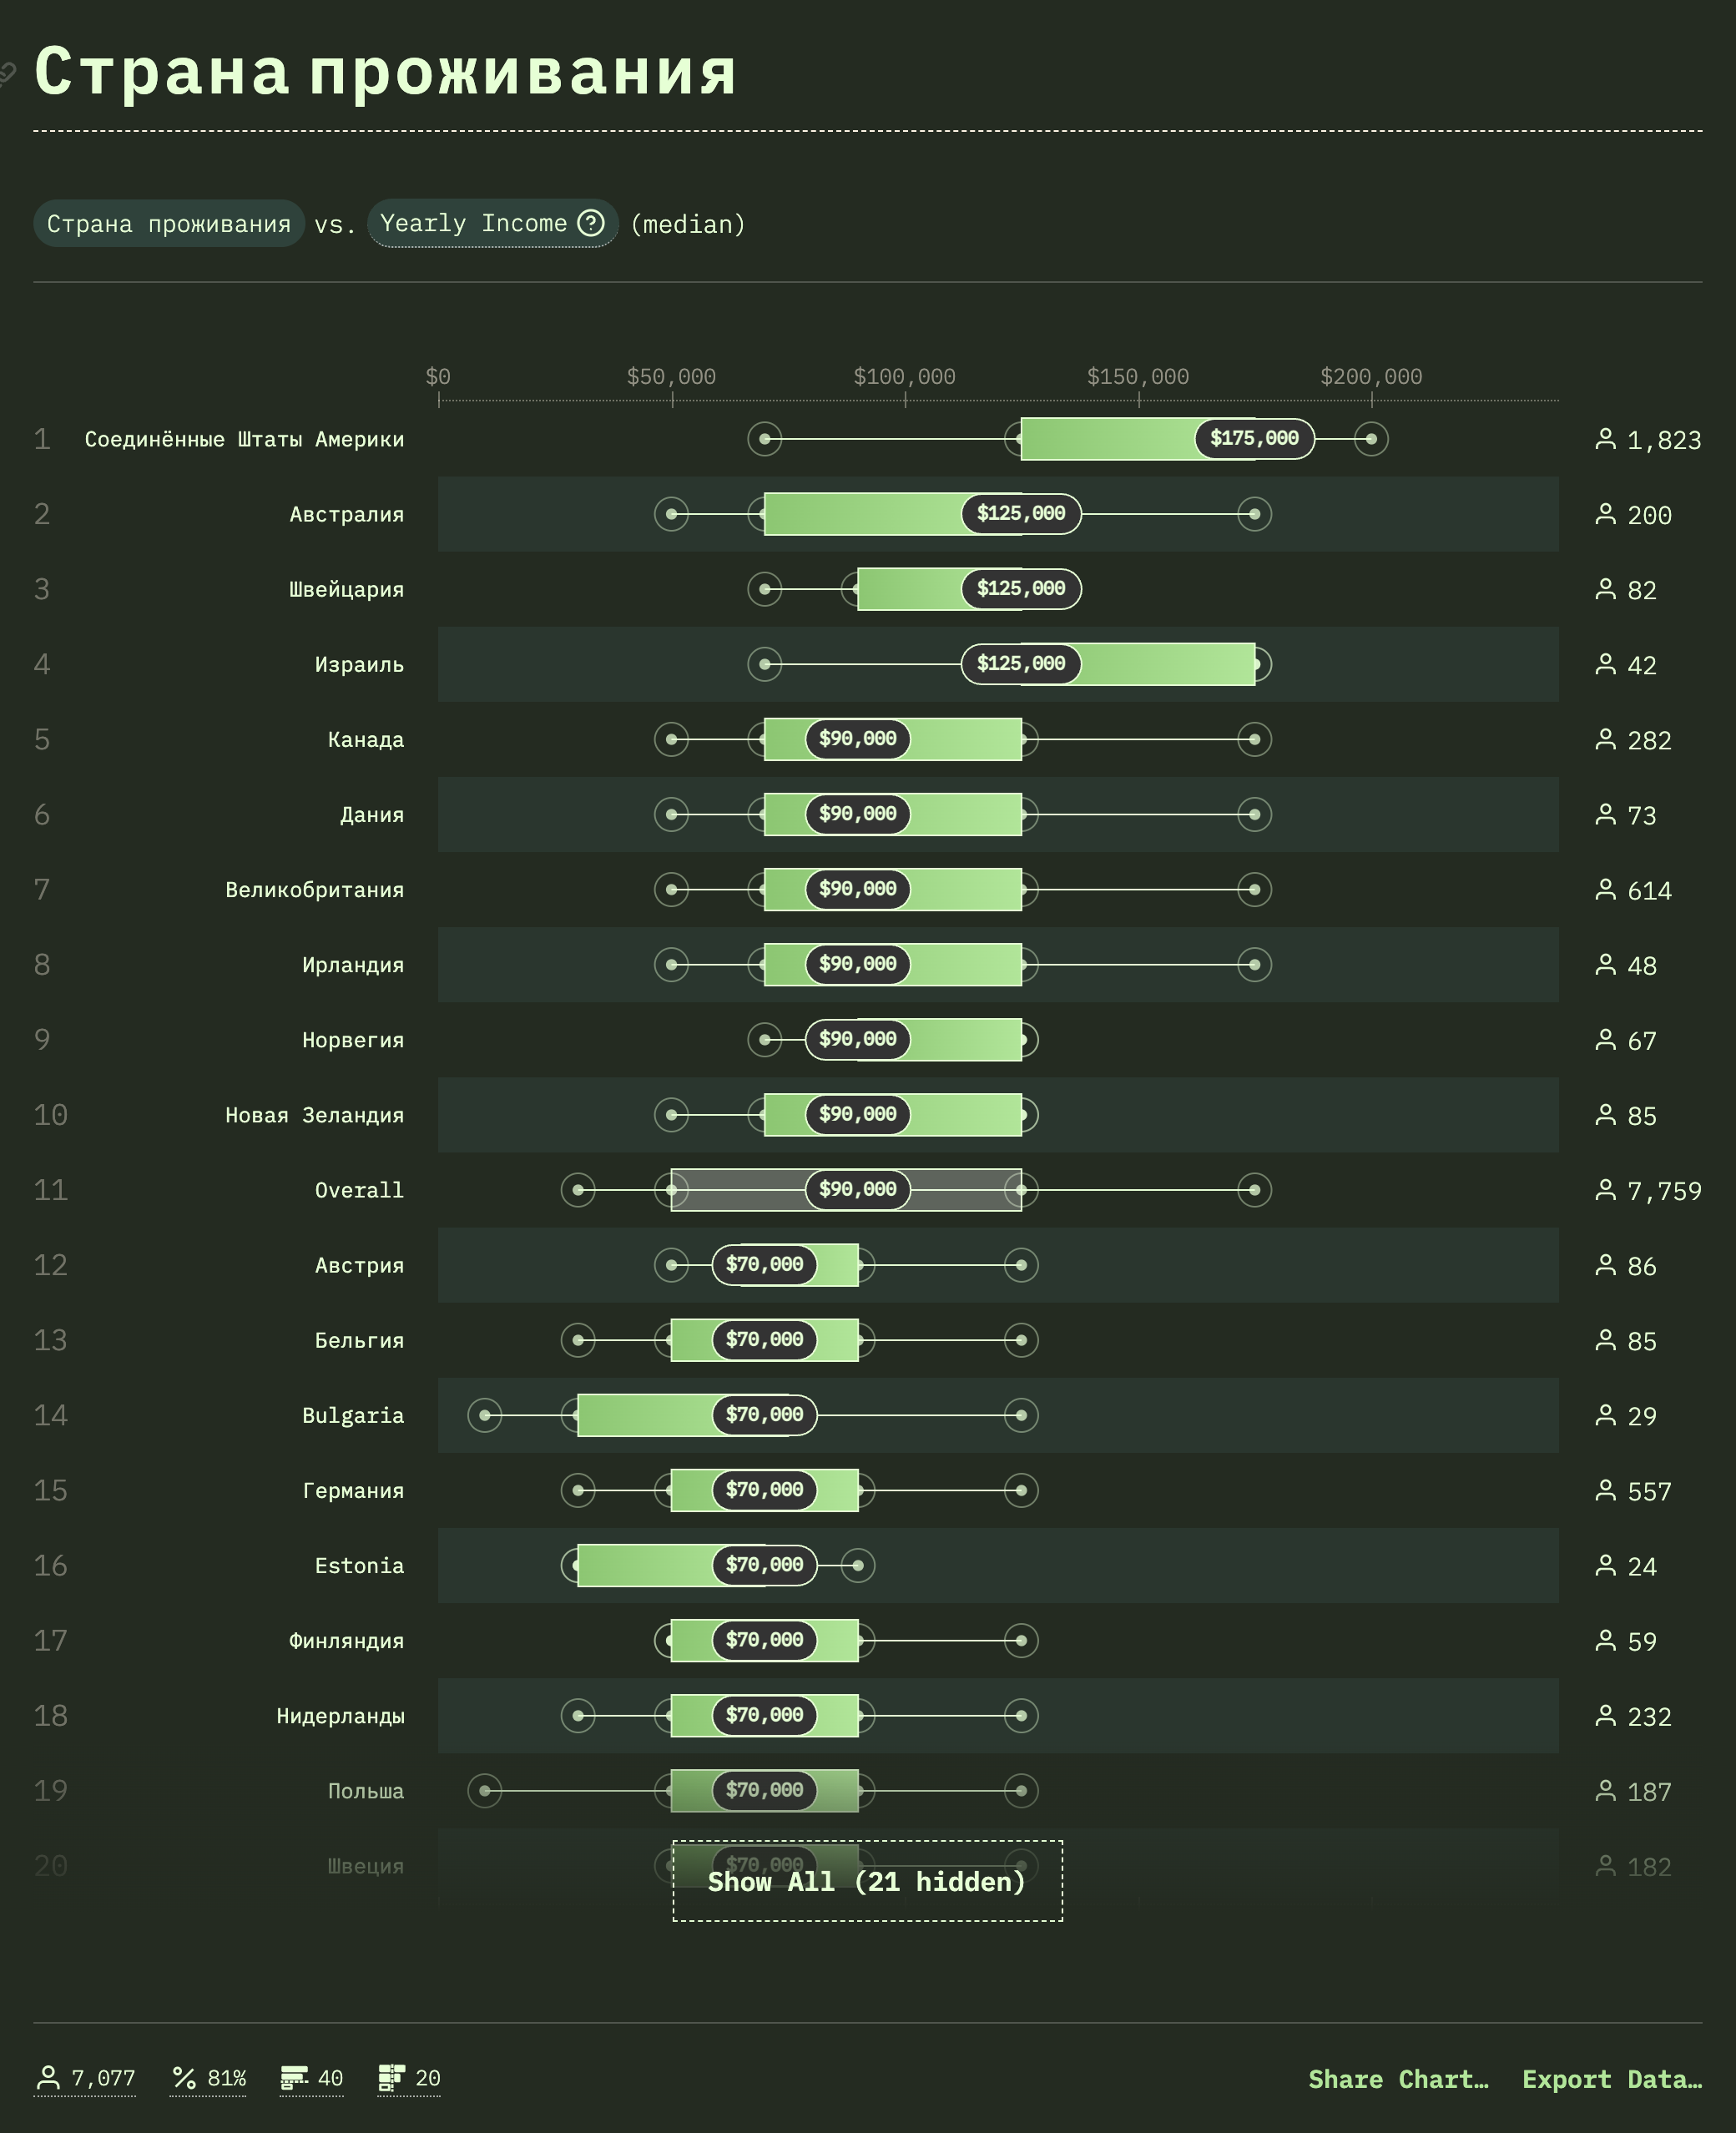 Страна проживания
Страна проживания vs. Yearly Income ? (median)
$0 $50,000 $100,000 $150,000 $200,000
1 Соединённые Штаты Америки $175,000 1,823
2 Австралия $125,000 200
3 Швейцария $125,000 82
4 Израиль $125,000 42
5 Канада $90,000 282
6 Дания $90,000 73
7 Великобритания $90,000 614
8 Ирландия $90,000 48
9 Норвегия $90,000 67
10 Новая Зеландия $90,000 85
11 Overall $90,000 7,759
12 Австрия $70,000 86
13 Бельгия $70,000 85
14 Bulgaria $70,000 29
15 Германия $70,000 557
16 Estonia $70,000 24
17 Финляндия $70,000 59
18 Нидерланды $70,000 232
19 Польша $70,000 187
20 Швеция $70,000 182
Show All (21 hidden)
7,077 % 81% 40 20 Share Chart… Export Data…